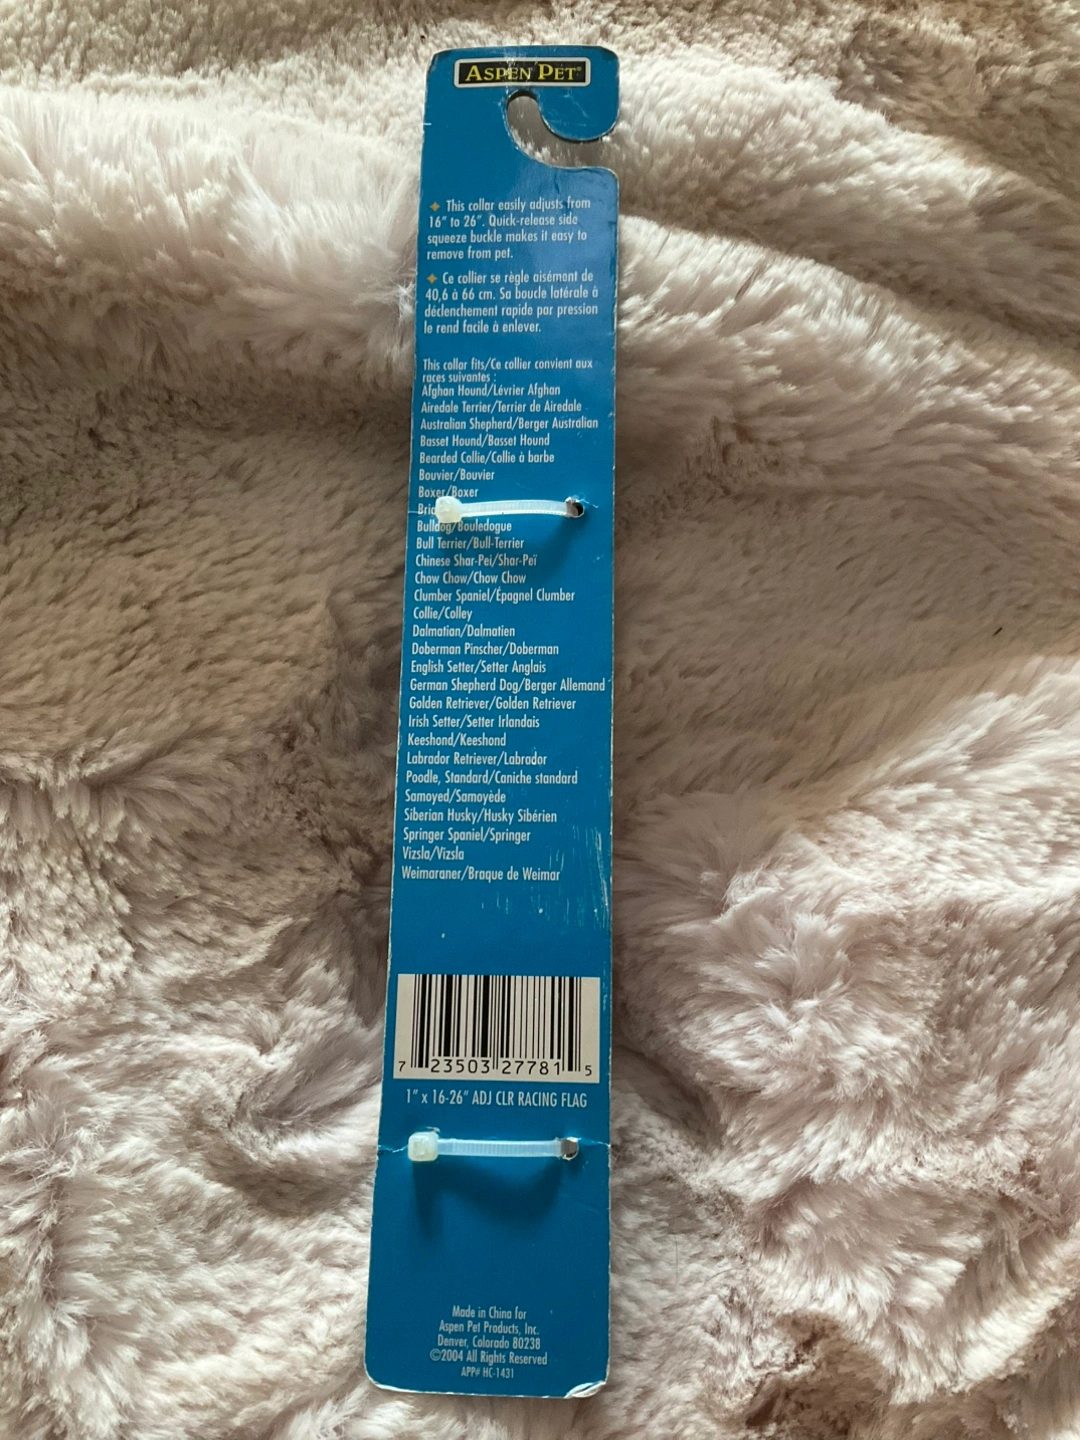 ASPEN PET®
This collar easily adjusts from
16" to 26". Quick-release side
squeeze buckle makes it easy to
remove from pet.
Ce collier se règle aisément de
40,6 à 66 cm. Sa boucle latérale à
déclenchement rapide par pression
le rend facile à enlever.
This collar fits/Ce collier convient aux
races suivantes :
Afghan Hound/Lévrier Afghan
Airedale Terrier/Terrier de Airedale
Australian Shepherd/Berger Australian
Basset Hound/Basset Hound
Bearded Collie/Collie à barbe
Bouvier/Bouvier
Boxer/Boxer
Bulldog/Bouledogue
Bull Terrier/Bull-Terrier
Chinese Shar-Pei/Shar-Peï
Chow Chow/Chow Chow
Clumber Spaniel/Épagnel Clumber
Collie/Colley
Dalmatian/Dalmatien
Doberman Pinscher/Doberman
English Setter/Setter Anglais
German Shepherd Dog/Berger Allemand
Golden Retriever/Golden Retriever
Irish Setter/Setter Irlandais
Keeshond/Keeshond
Labrador Retriever/Labrador
Poodle, Standard/Caniche standard
Samoyed/Samoyède
Siberian Husky/Husky Sibérien
Springer Spaniel/Springer
Vizsla/Vizsla
Weimaraner/Braque de Weimar
7 23503 27781 5
1" x 16-26" ADJ CLR RACING FLAG
Made in China for
Aspen Pet Products, Inc.
Denver, Colorado 80238
©2004 All Rights Reserved
APP# HC-1431